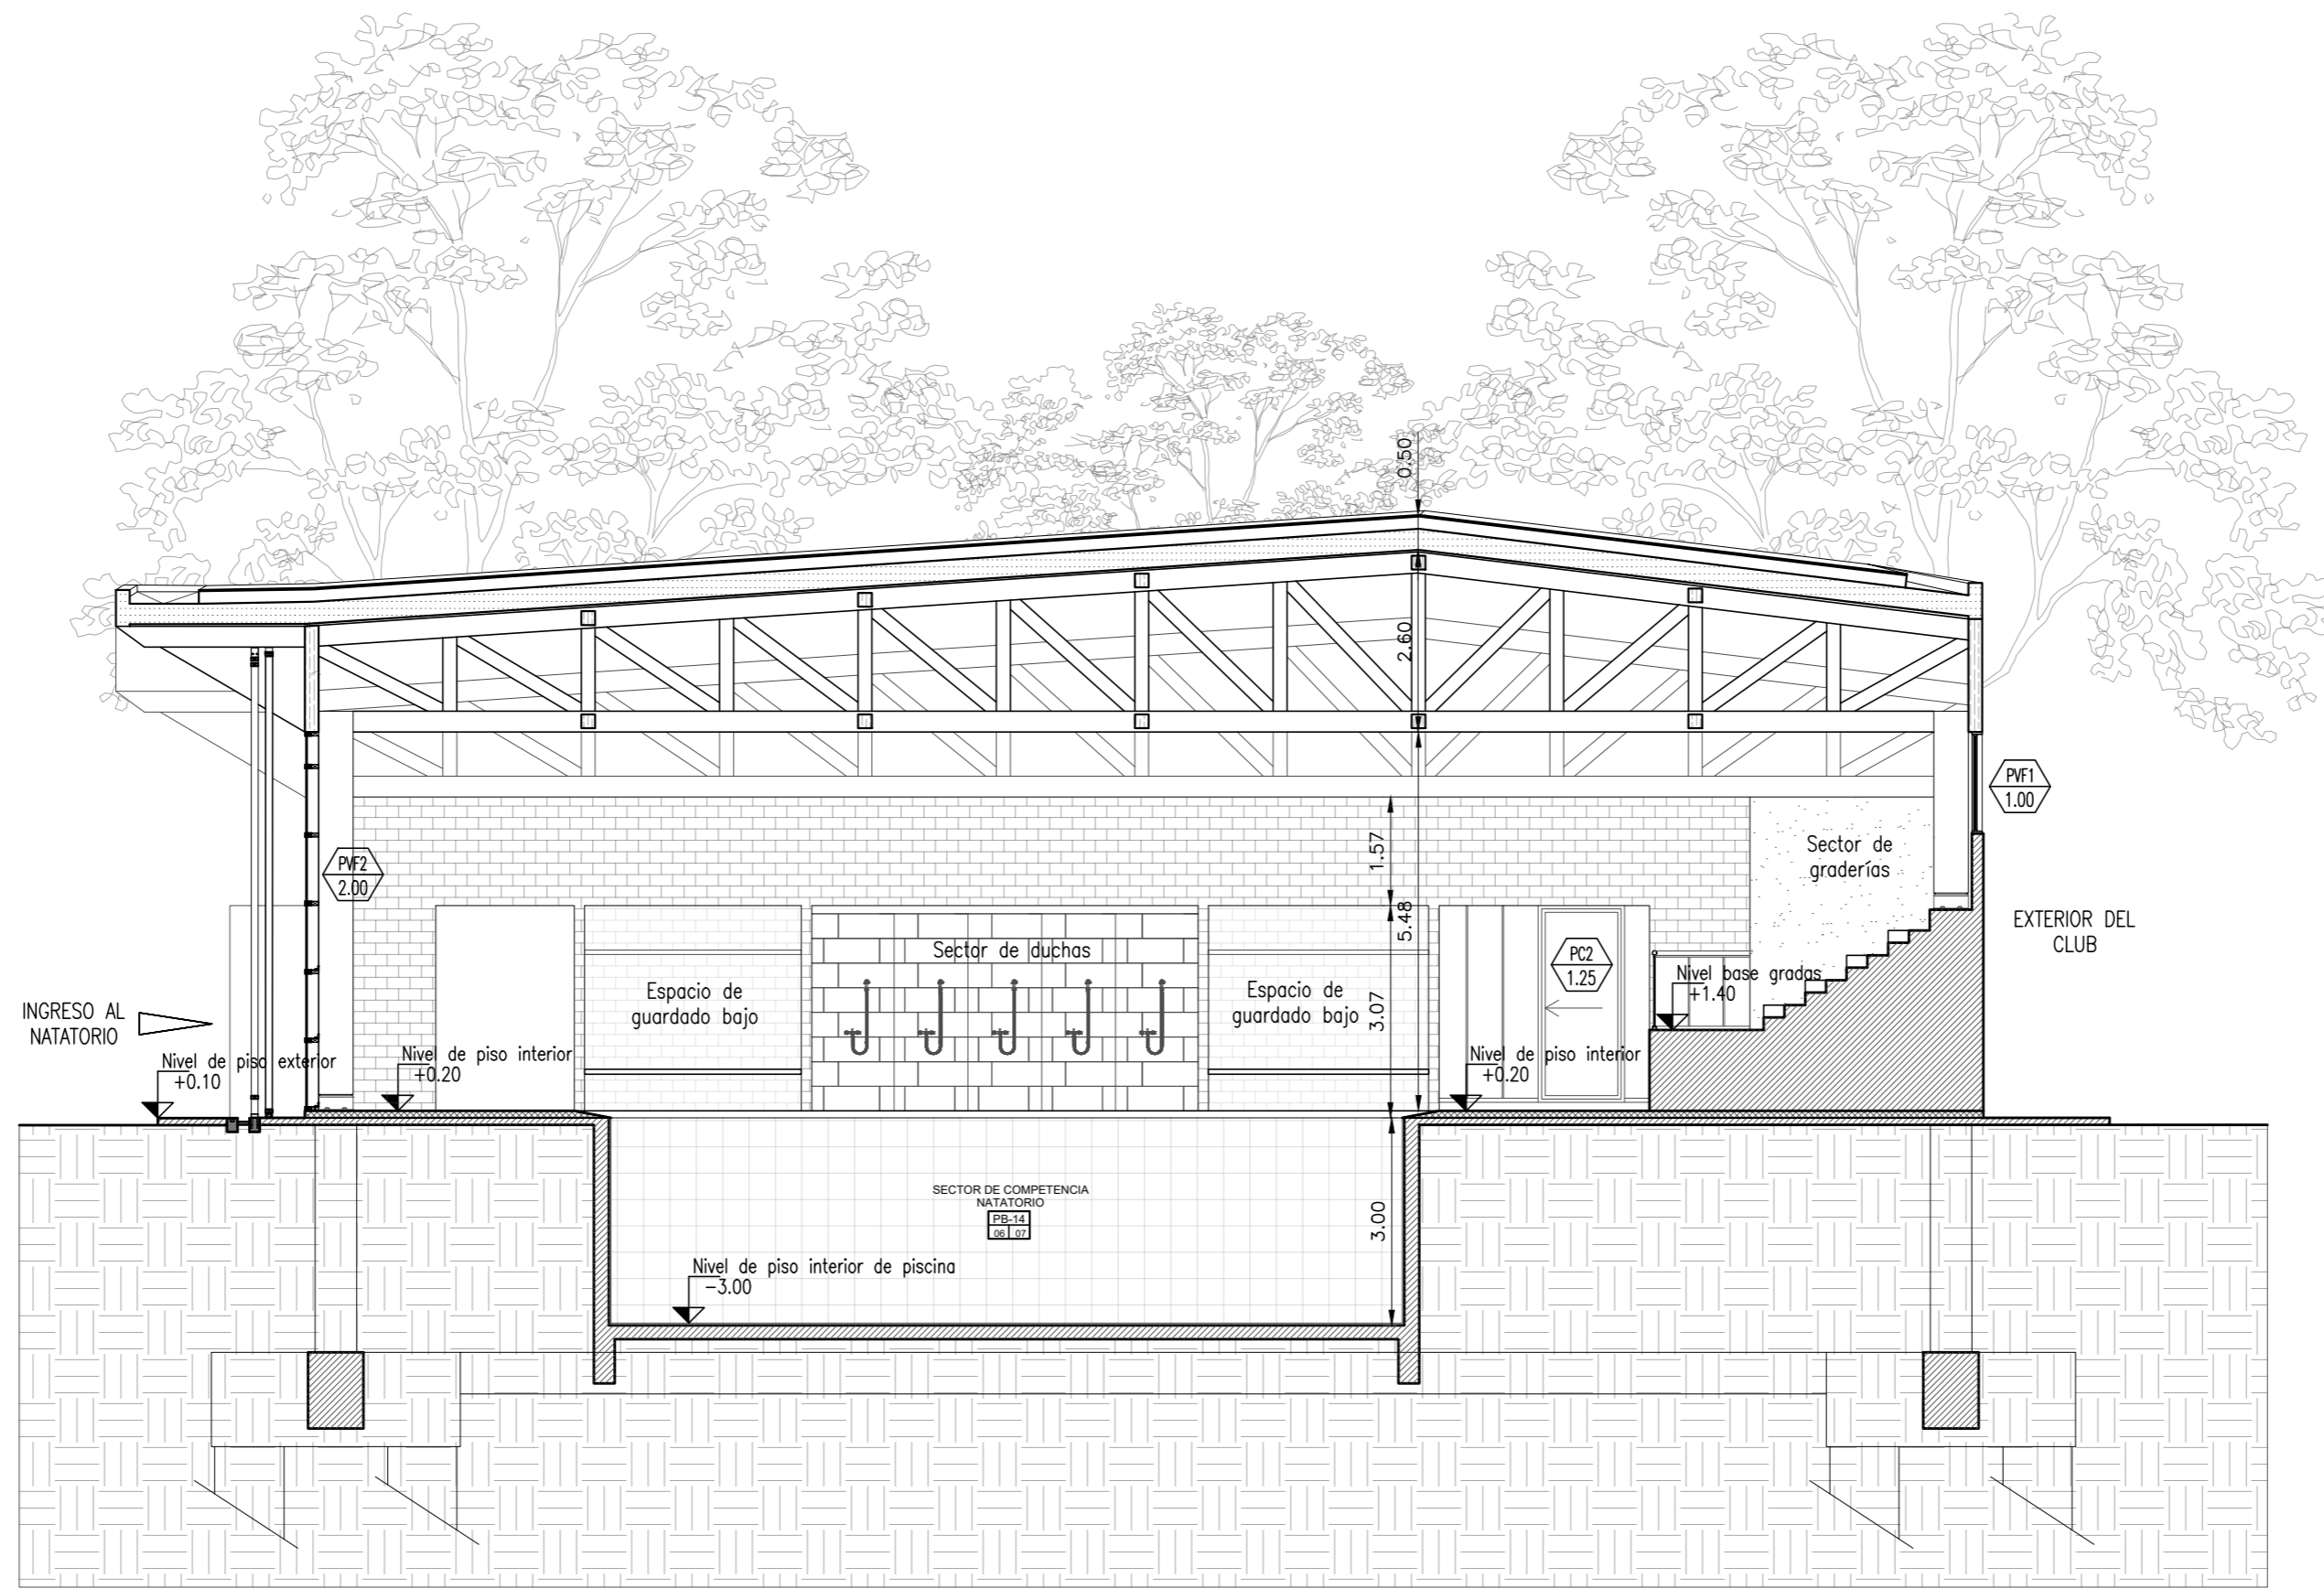 0.50
2.60
PVF1
1.00
1.57
Sector de
graderías
PVF2
2.00
5.48
EXTERIOR DEL
CLUB
Sector de duchas
PC2
1.25
Nivel base gradas
+1.40
Espacio de
guardado bajo
Espacio de
guardado bajo
3.07
INGRESO AL
NATATORIO
Nivel de piso exterior
+0.10
Nivel de piso interior
+0.20
Nivel de piso interior
+0.20
SECTOR DE COMPETENCIA
NATATORIO
PB-14
06 07
3.00
Nivel de piso interior de piscina
-3.00